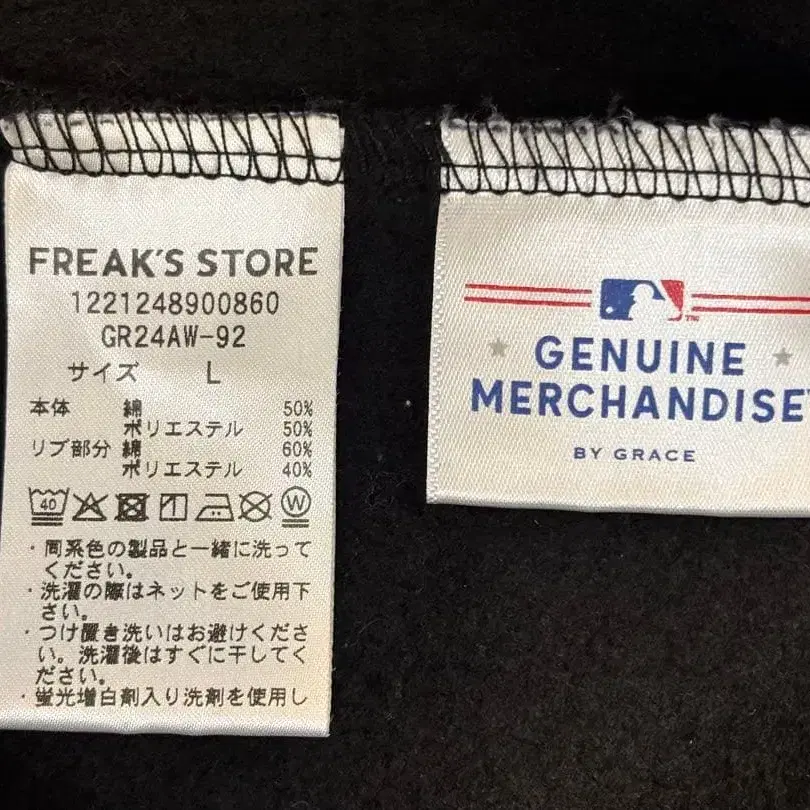 FREAK'S STORE
1221248900860
GR24AW-92
サイズ L
本体 綿 50%
ポリエステル 50%
リブ部分 綿 60%
ポリエステル 40%
40
W
・同系色の製品と一緒に洗って
ください。
・洗濯の際はネットをご使用下
さい。
・つけ置き洗いはお避けくださ
い。洗濯後はすぐに干してく
ださい。
・蛍光増白剤入り洗剤を使用し
TM
GENUINE
MERCHANDISE
BY GRACE